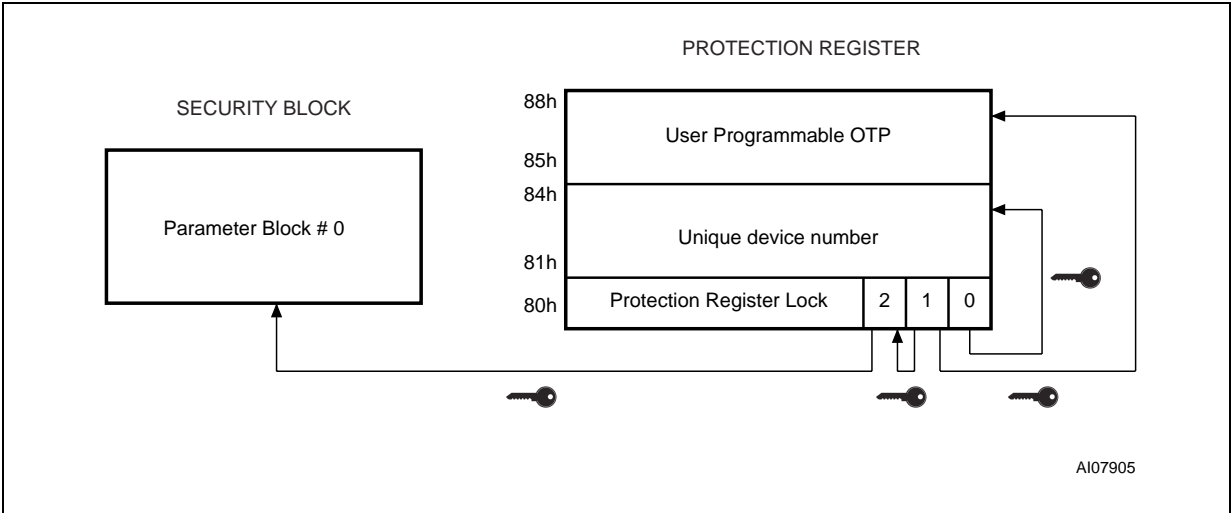 PROTECTION REGISTER
SECURITY BLOCK
Parameter Block # 0
88h
User Programmable OTP
85h
84h
Unique device number
81h
80h
Protection Register Lock 2 1 0
AI07905